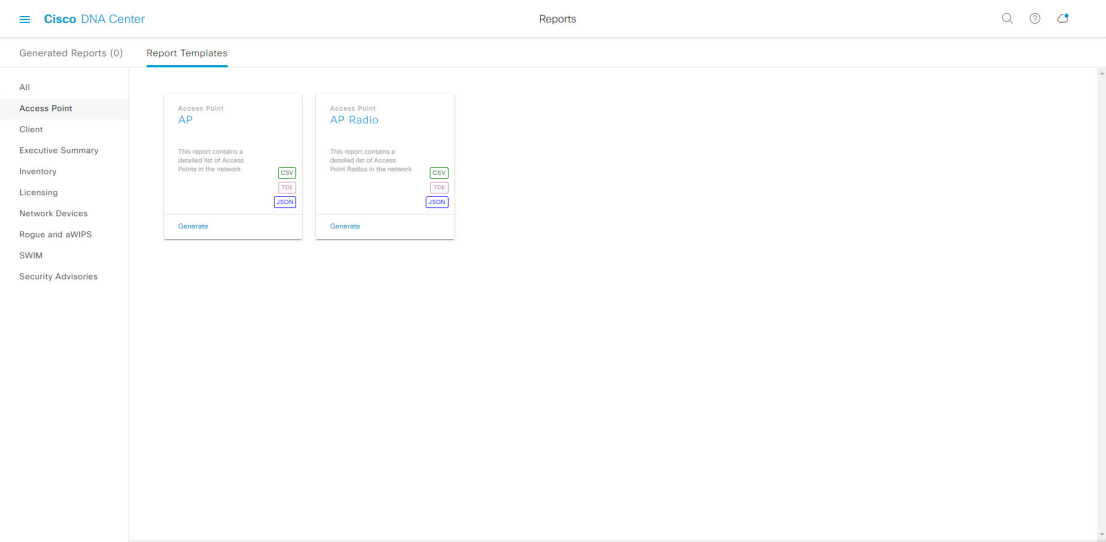 Cisco DNA Center
Reports
Generated Reports (0)
Report Templates
All
Access Point
Client
Executive Summary
Inventory
Licensing
Network Devices
Rogue and aWIPS
SWIM
Security Advisories
Access Point
AP
This report contains a
detailed list of Access
Points in the network
CSV
TDE
JSON
Generate
Access Point
AP Radio
This report contains a
detailed list of Access
Point Radios in the network
CSV
TDE
JSON
Generate